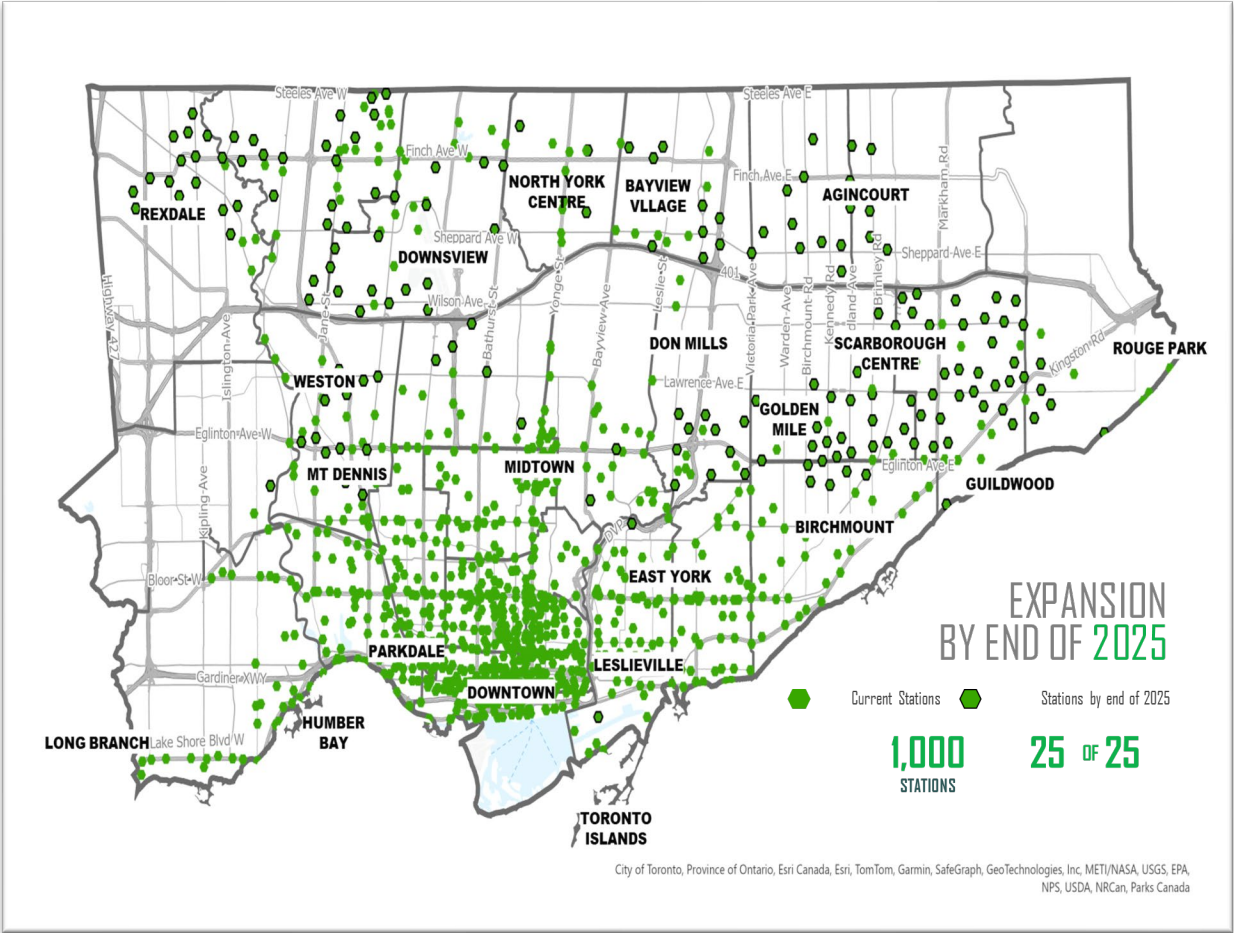 Steeles Ave W
Steeles Ave E
Finch Ave W
Finch Ave E
NORTH YORK
CENTRE
BAYVIEW
VLLAGE
AGINCOURT
Markham Rd
REXDALE
Sheppard Ave W
DOWNSVIEW
Sheppard Ave E
Brimley Rd
401
Highway 427
Islington Ave
Jane St
Wilson Ave
Bathurst St
Yonge St
Bayview Ave
Leslie St
Victoria Park Ave
Warden Ave
Birchmount Rd
Kennedy Rd
dland Ave
DON MILLS
SCARBOROUGH
CENTRE
Kingston Rd
ROUGE PARK
WESTON
Lawrence Ave E
GOLDEN
MILE
Eglinton Ave W
MT DENNIS
MIDTOWN
Eglinton Ave E
GUILDWOOD
Kipling Ave
DVP
BIRCHMOUNT
Bloor St W
EAST YORK
EXPANSION
BY END OF 2025
PARKDALE
LESLIEVILLE
Gardiner XWY
DOWNTOWN
Current Stations
Stations by end of 2025
HUMBER
BAY
LONG BRANCH
Lake Shore Blvd W
1,000
STATIONS
25 OF 25
TORONTO
ISLANDS
City of Toronto, Province of Ontario, Esri Canada, Esri, TomTom, Garmin, SafeGraph, GeoTechnologies, Inc, METI/NASA, USGS, EPA,
NPS, USDA, NRCan, Parks Canada